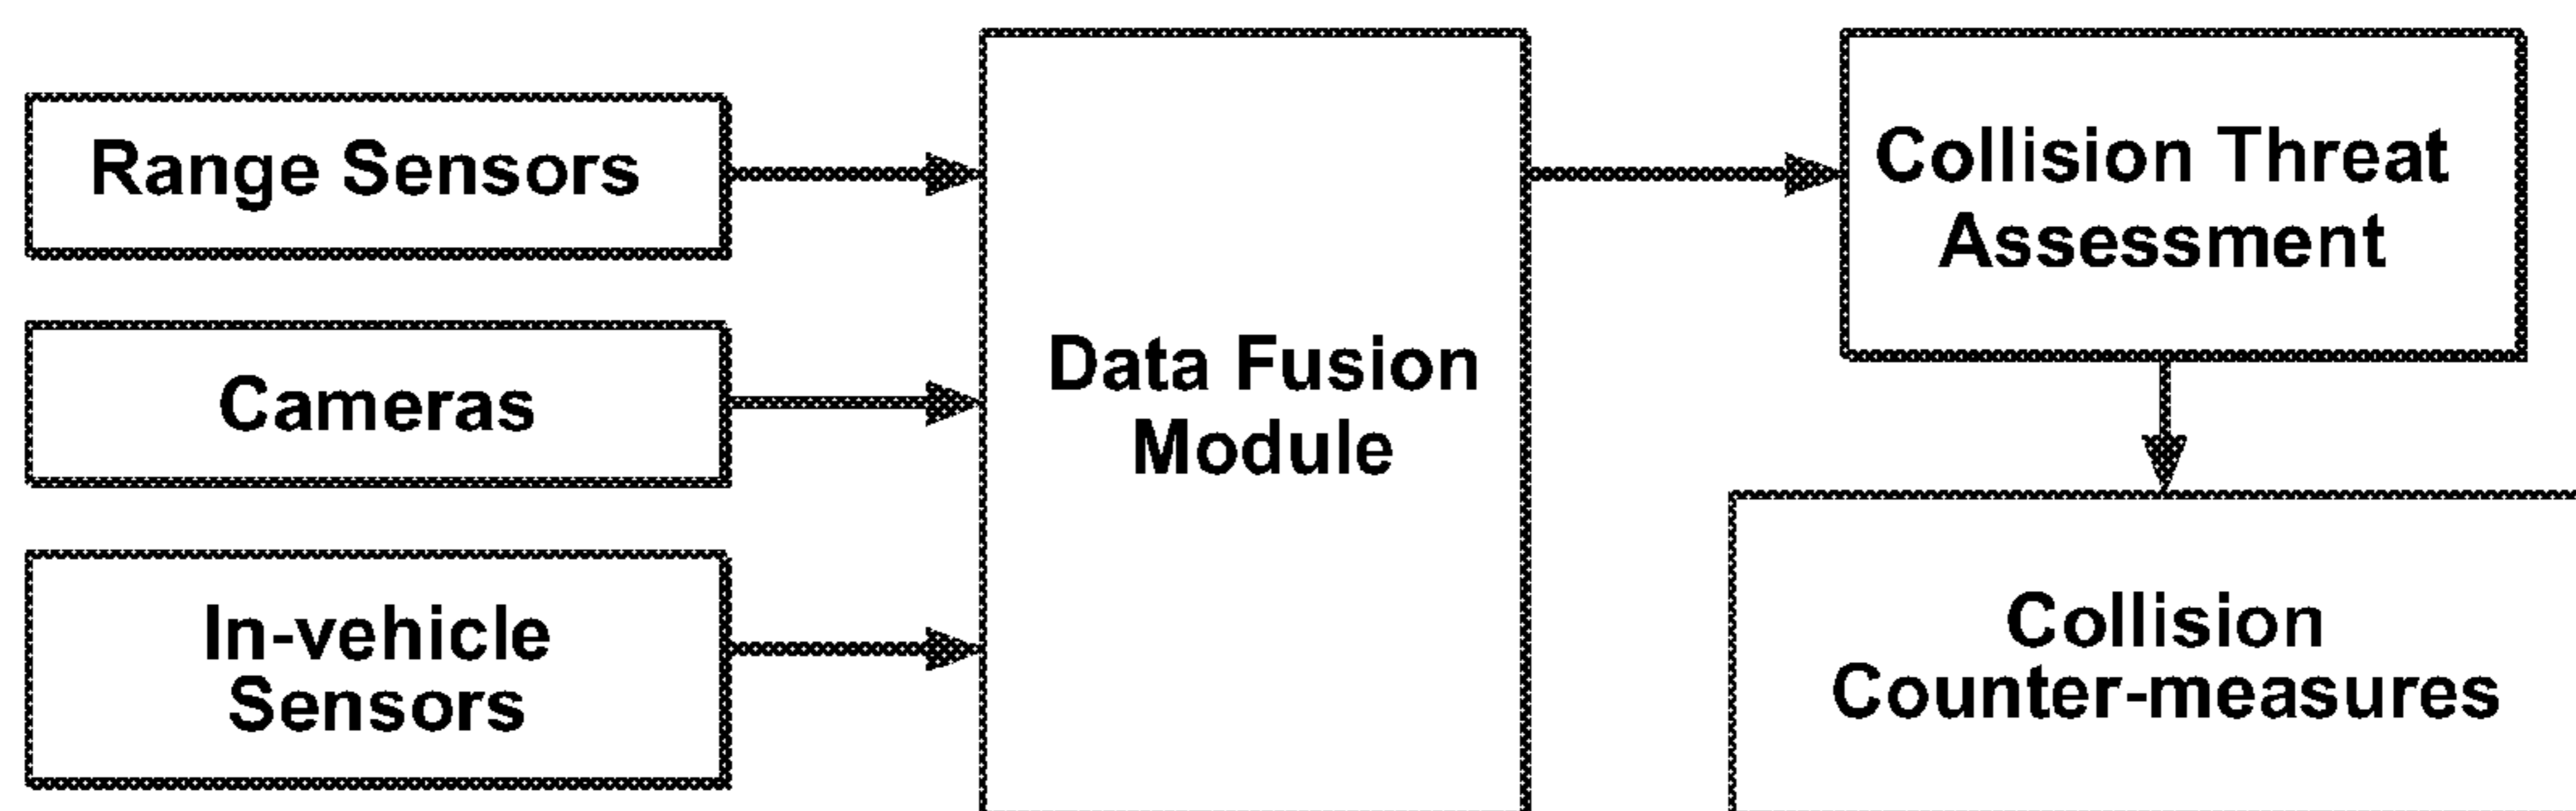 Range Sensors
Cameras
In-vehicle
Sensors
Data Fusion
Module
Collision Threat
Assessment
Collision
Counter-measures